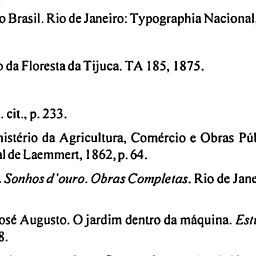 o Brasil. Rio de Janeiro: Typographia Nacional,
o da Floresta da Tijuca. TA 185, 1875.
. cit., p. 233.
nistério da Agricultura, Comércio e Obras Púb
al de Laemmert, 1862, p. 64.
. Sonhos d'ouro. Obras Completas. Rio de Jane
osé Augusto. O jardim dentro da máquina. Estu
8.